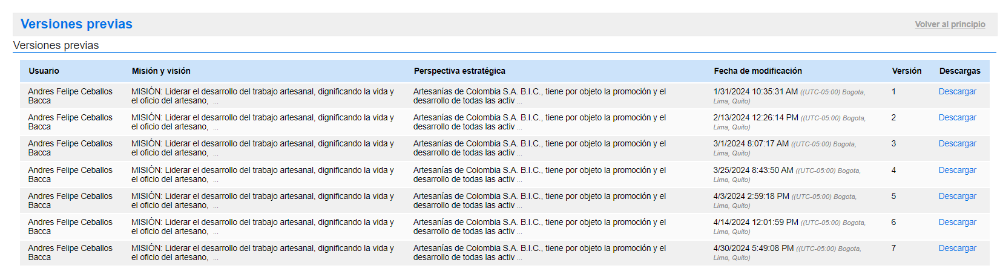 Versiones previas
Volver al principio
Versiones previas
Usuario Misión y visión Perspectiva estratégica Fecha de modificación Versión Descargas
Andres Felipe Ceballos MISIÓN: Liderar el desarrollo del trabajo artesanal, dignificando la vida y Artesanías de Colombia S.A. B.I.C., tiene por objeto la promoción y el 1/31/2024 10:35:31 AM ((UTC-05:00) Bogota, 1 Descargar
Bacca el oficio del artesano, ... desarrollo de todas las activ ... Lima, Quito)
Andres Felipe Ceballos MISIÓN: Liderar el desarrollo del trabajo artesanal, dignificando la vida y Artesanías de Colombia S.A. B.I.C., tiene por objeto la promoción y el 2/13/2024 12:26:14 PM ((UTC-05:00) Bogota, 2 Descargar
Bacca el oficio del artesano, ... desarrollo de todas las activ ... Lima, Quito)
Andres Felipe Ceballos MISIÓN: Liderar el desarrollo del trabajo artesanal, dignificando la vida y Artesanías de Colombia S.A. B.I.C., tiene por objeto la promoción y el 3/1/2024 8:07:17 AM ((UTC-05:00) Bogota, 3 Descargar
Bacca el oficio del artesano, ... desarrollo de todas las activ ... Lima, Quito)
Andres Felipe Ceballos MISIÓN: Liderar el desarrollo del trabajo artesanal, dignificando la vida y Artesanías de Colombia S.A. B.I.C., tiene por objeto la promoción y el 3/25/2024 8:43:50 AM ((UTC-05:00) Bogota, 4 Descargar
Bacca el oficio del artesano, ... desarrollo de todas las activ ... Lima, Quito)
Andres Felipe Ceballos MISIÓN: Liderar el desarrollo del trabajo artesanal, dignificando la vida y Artesanías de Colombia S.A. B.I.C., tiene por objeto la promoción y el 4/3/2024 2:59:18 PM ((UTC-05:00) Bogota, 5 Descargar
Bacca el oficio del artesano, ... desarrollo de todas las activ ... Lima, Quito)
Andres Felipe Ceballos MISIÓN: Liderar el desarrollo del trabajo artesanal, dignificando la vida y Artesanías de Colombia S.A. B.I.C., tiene por objeto la promoción y el 4/14/2024 12:01:59 PM ((UTC-05:00) Bogota, 6 Descargar
Bacca el oficio del artesano, ... desarrollo de todas las activ ... Lima, Quito)
Andres Felipe Ceballos MISIÓN: Liderar el desarrollo del trabajo artesanal, dignificando la vida y Artesanías de Colombia S.A. B.I.C., tiene por objeto la promoción y el 4/30/2024 5:49:08 PM ((UTC-05:00) Bogota, 7 Descargar
Bacca el oficio del artesano, ... desarrollo de todas las activ ... Lima, Quito)